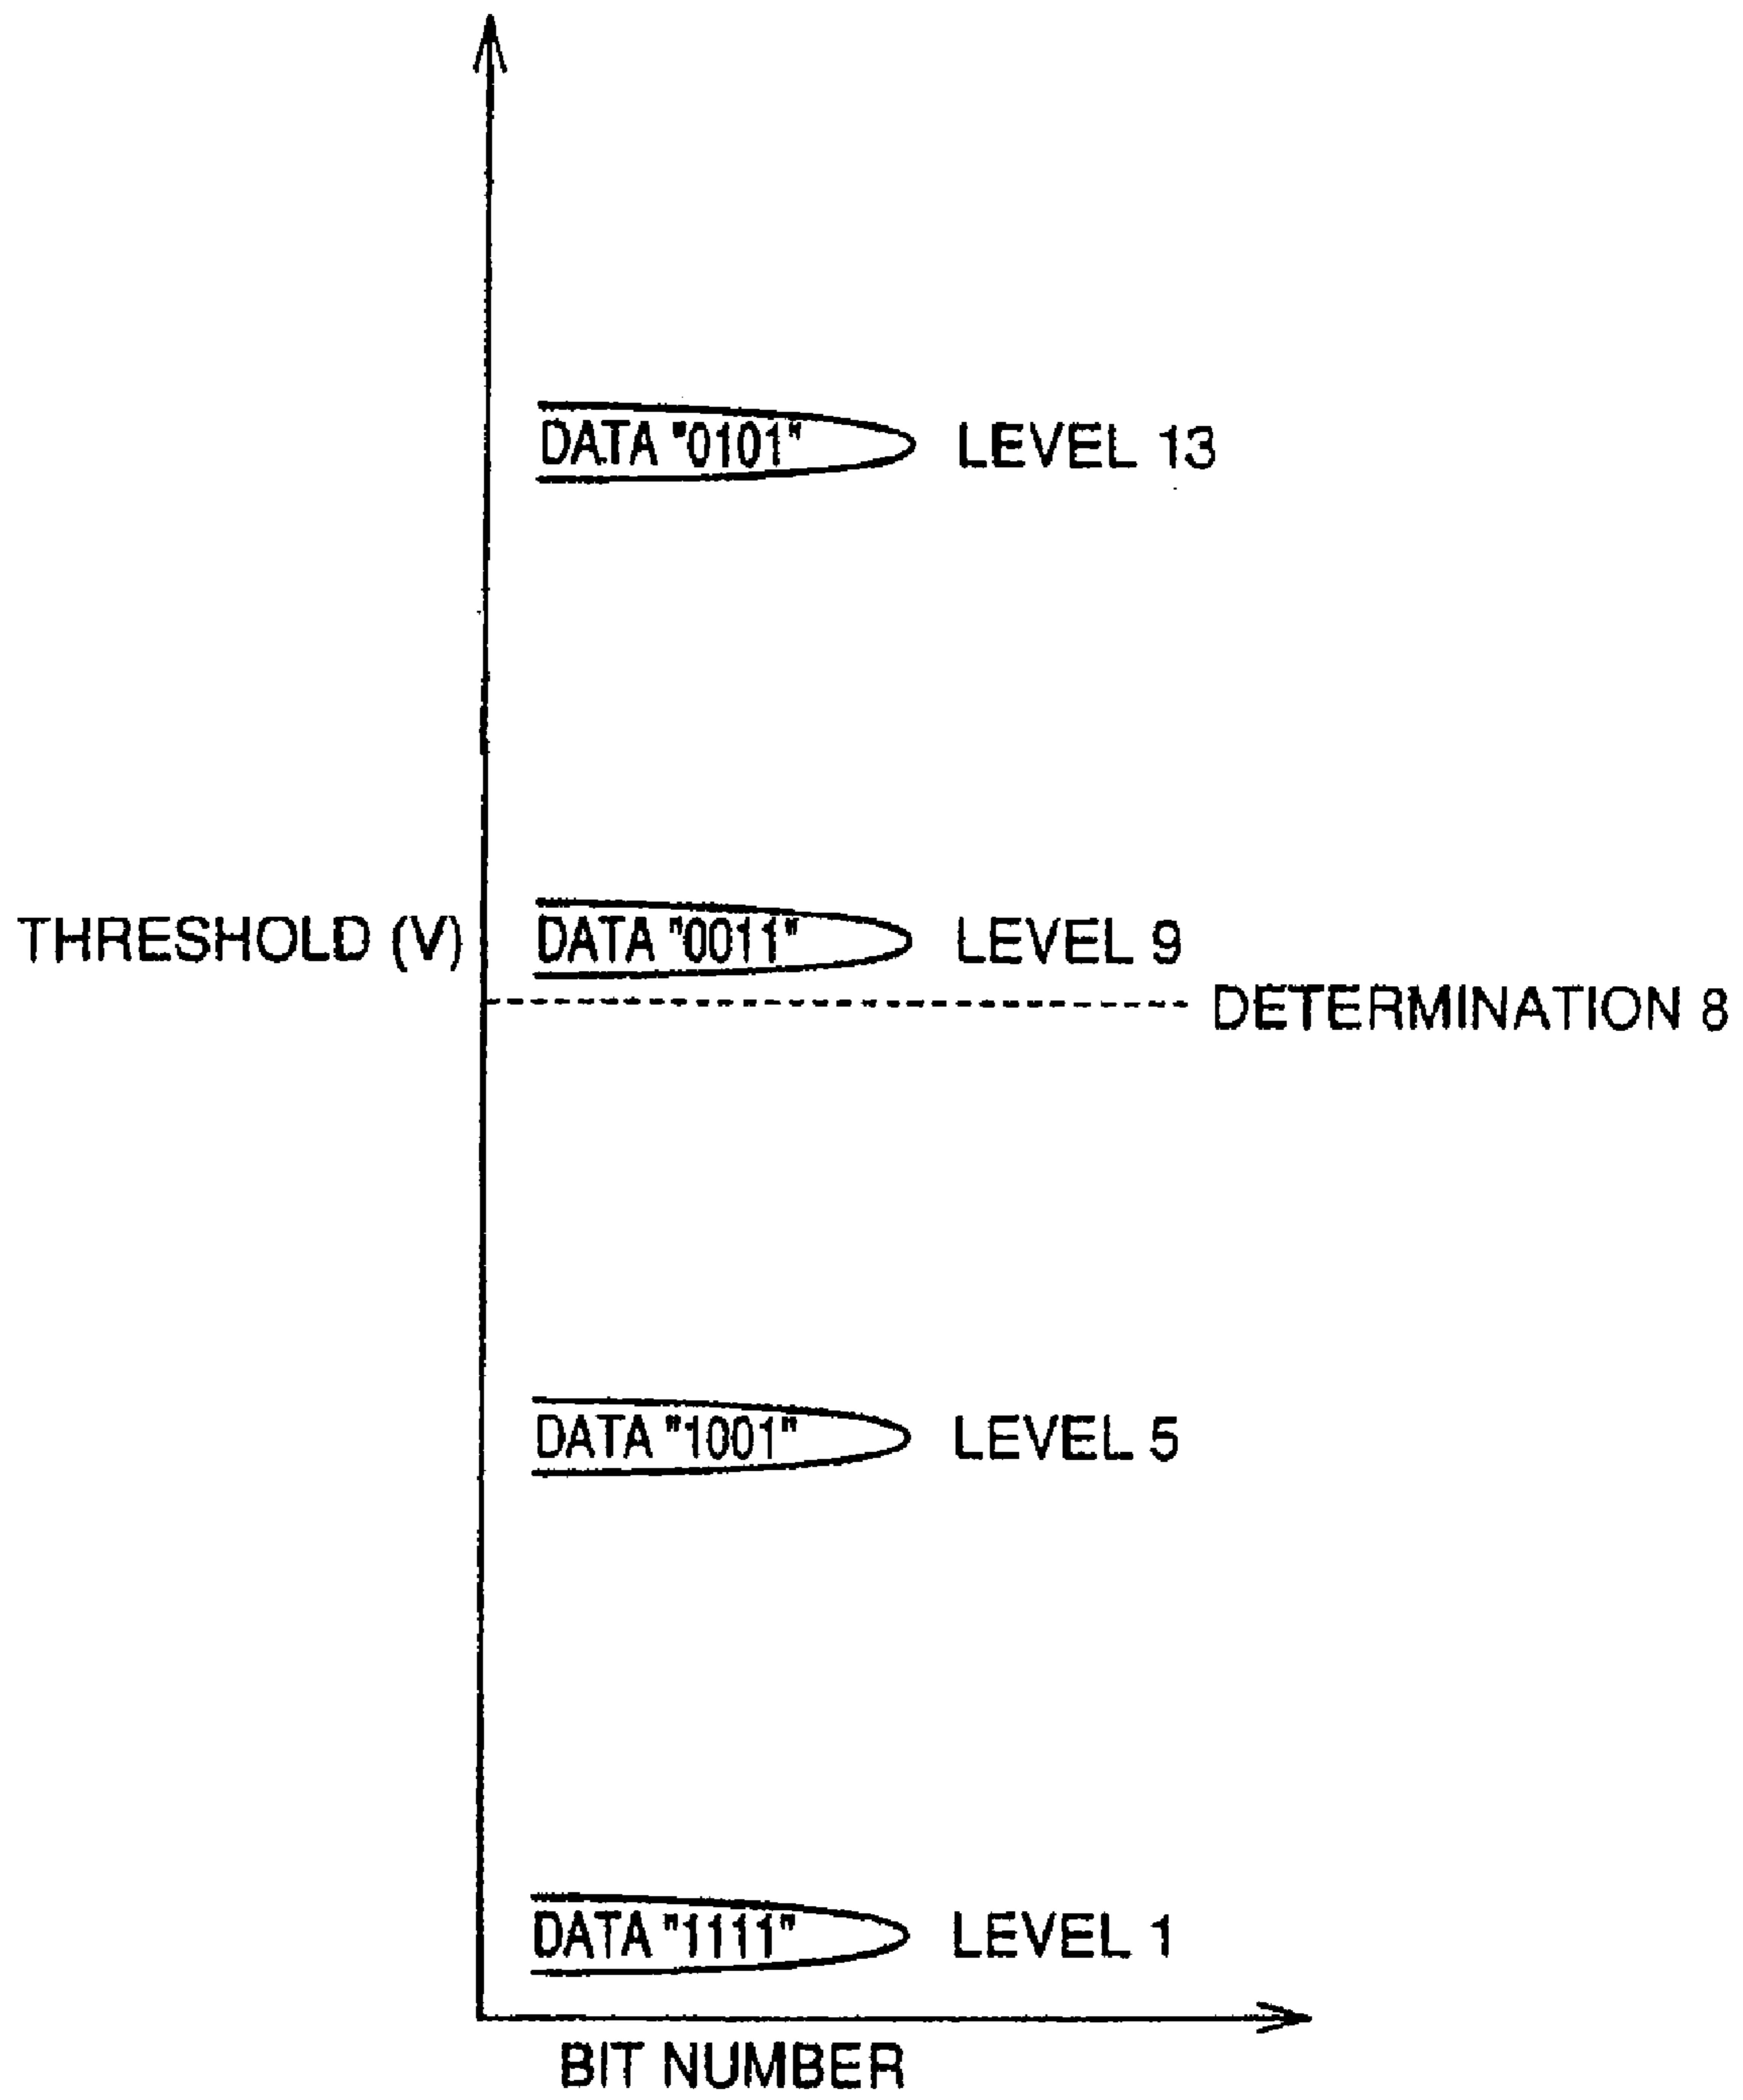 DATA "0101" LEVEL 13
THRESHOLD (V) DATA "0011" LEVEL 9
DETERMINATION 8
DATA "1001" LEVEL 5
DATA "1111" LEVEL 1
BIT NUMBER